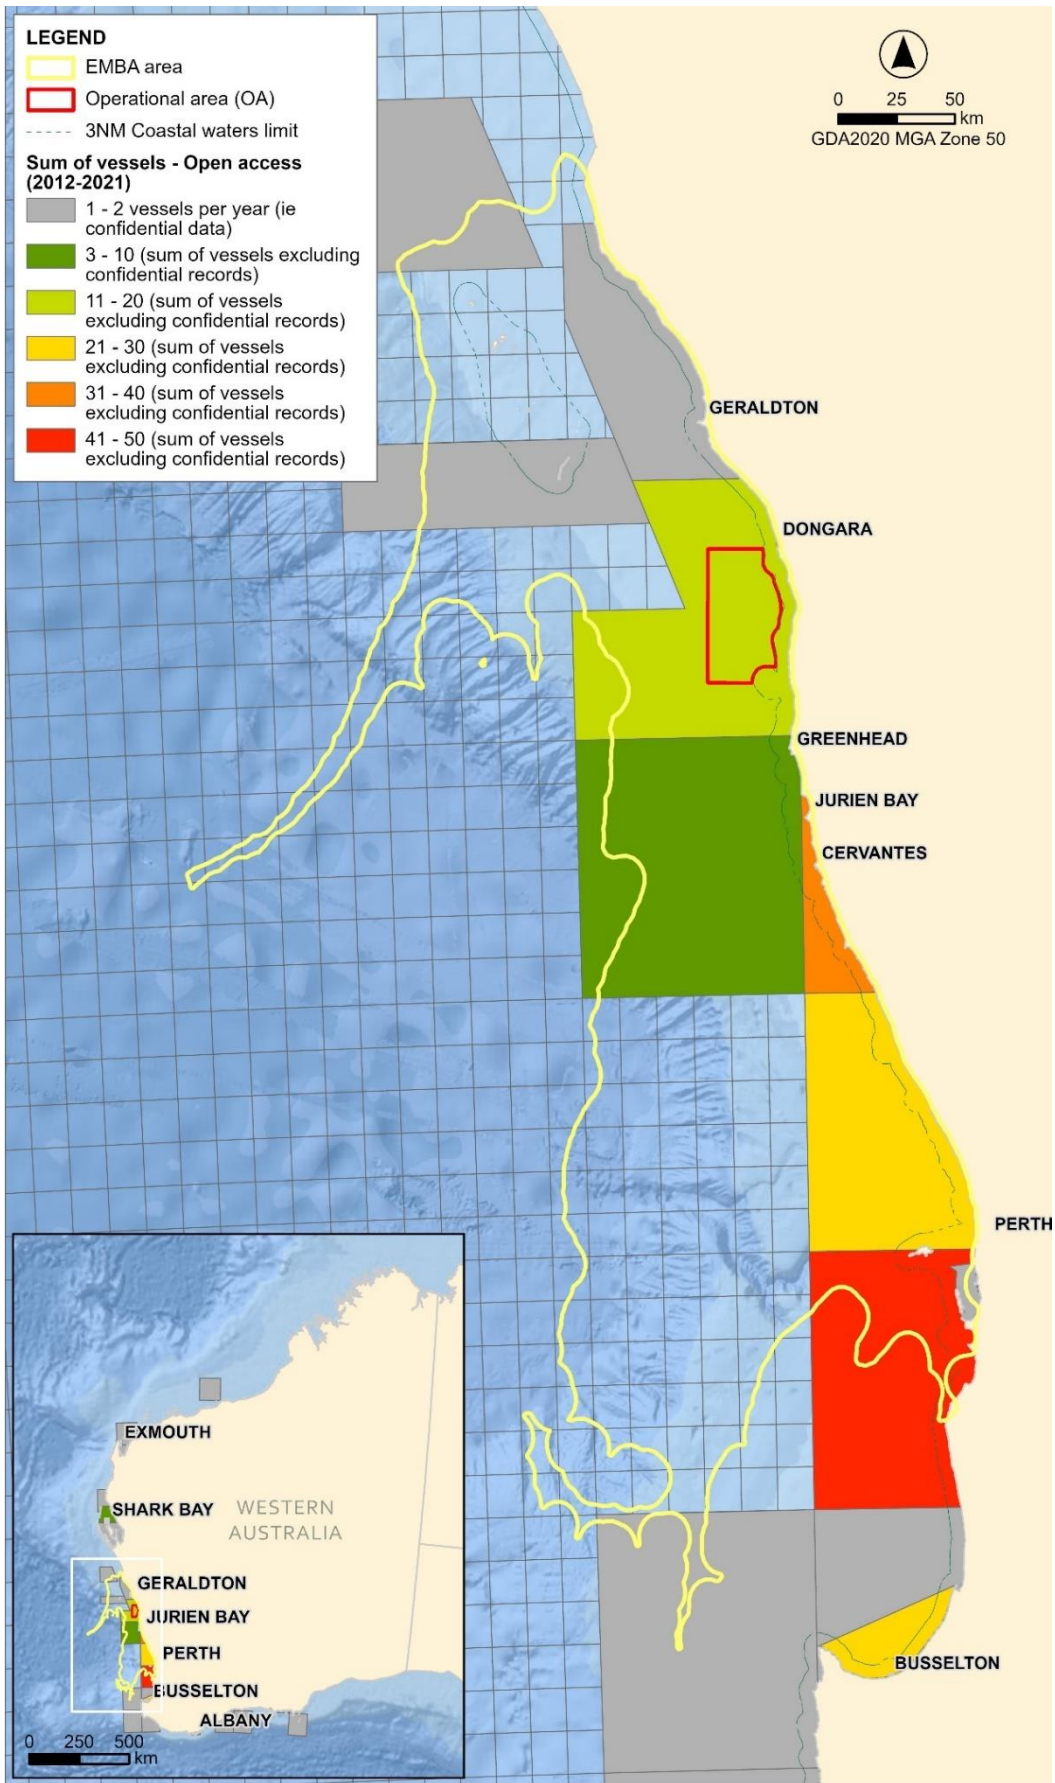 LEGEND
EMBA area
Operational area (OA)
3NM Coastal waters limit
Sum of vessels - Open access
(2012-2021)
1 - 2 vessels per year (ie
confidential data)
3 - 10 (sum of vessels excluding
confidential records)
11 - 20 (sum of vessels
excluding confidential records)
21 - 30 (sum of vessels
excluding confidential records)
31 - 40 (sum of vessels
excluding confidential records)
41 - 50 (sum of vessels
excluding confidential records)
0 25 50
km
GDA2020 MGA Zone 50
GERALDTON
DONGARA
GREENHEAD
JURIEN BAY
CERVANTES
PERTH
BUSSELTON
EXMOUTH
SHARK BAY
WESTERN
AUSTRALIA
GERALDTON
JURIEN BAY
PERTH
BUSSELTON
ALBANY
0 250 500
km